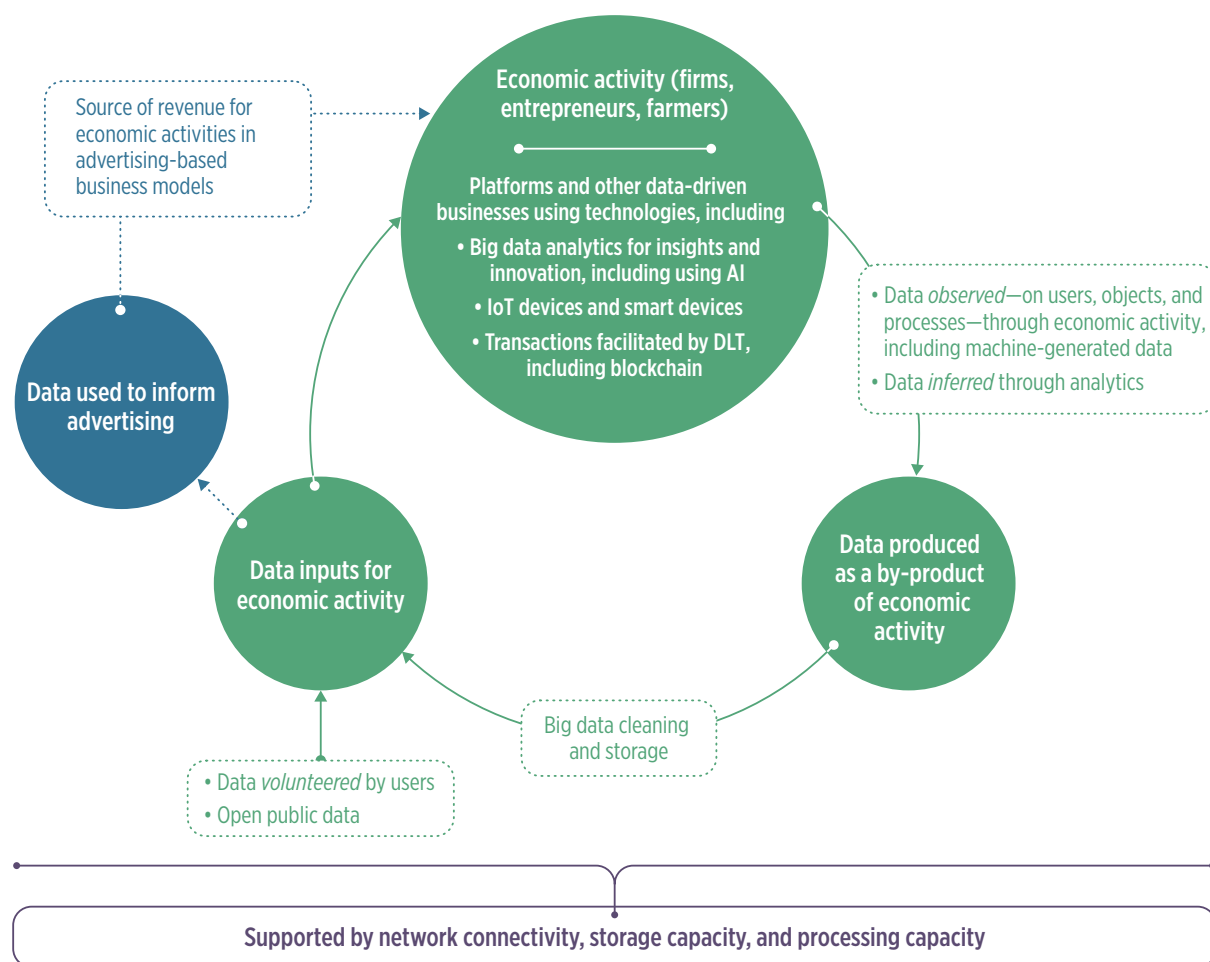 Economic activity (firms,
entrepreneurs, farmers)
Platforms and other data-driven
businesses using technologies, including
• Big data analytics for insights and
innovation, including using AI
• IoT devices and smart devices
• Transactions facilitated by DLT,
including blockchain
Source of revenue for
economic activities in
advertising-based
business models
• Data observed—on users, objects, and
processes—through economic activity,
including machine-generated data
• Data inferred through analytics
Data used to inform
advertising
Data inputs for
economic activity
Data produced
as a by-product
of economic
activity
Big data cleaning
and storage
• Data volunteered by users
• Open public data
Supported by network connectivity, storage capacity, and processing capacity